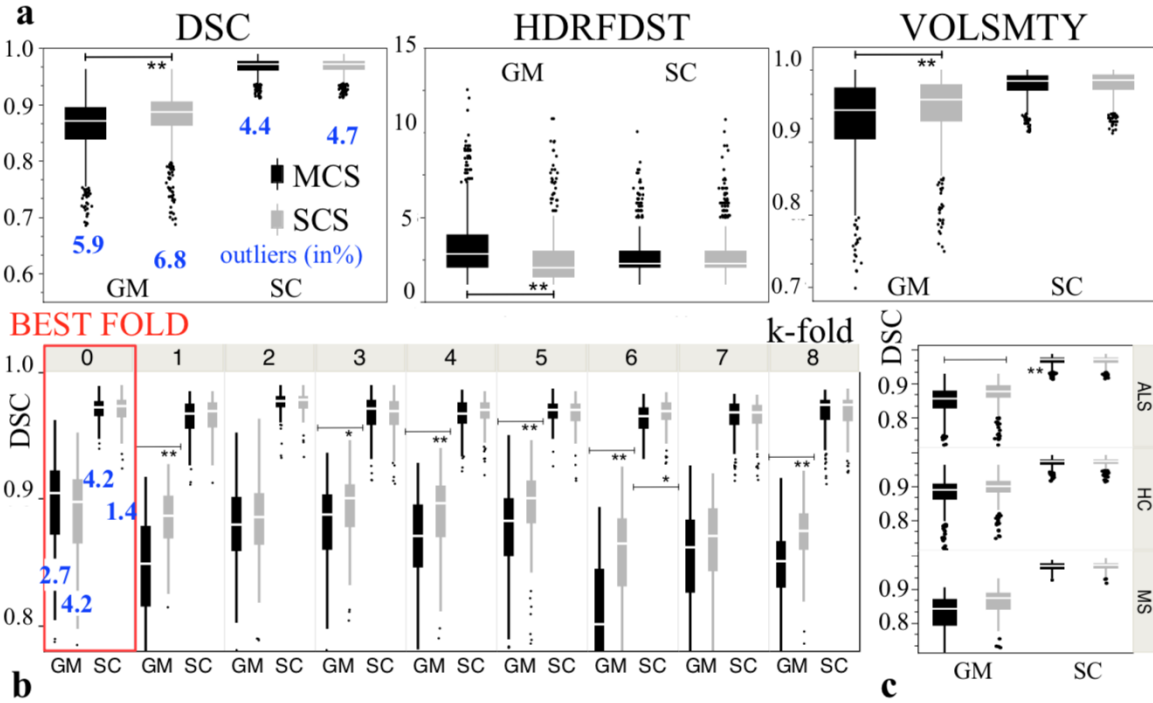 a
DSC HDRFDST VOLSMTY
1.0
0.9
0.8
0.7
0.6
**
4.4
4.7
MCS
SCS
outliers (in%)
5.9
6.8
GM SC
15
10
5
0
GM SC
**
1.0
0.9
0.8
0.7
**
GM SC
BEST FOLD k-fold
0 1 2 3 4 5 6 7 8
DSC
1.0
0.9
0.8
4.2
1.4
2.7
4.2
** * ** ** ** * **
GM SC GM SC GM SC GM SC GM SC GM SC GM SC GM SC GM SC
b
DSC
0.9
0.8
**
ALS
0.9
0.8
HC
0.9
0.8
MS
GM SC
c